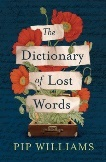 The
Dictionary
of Lost
Words
PIP WILLIAMS